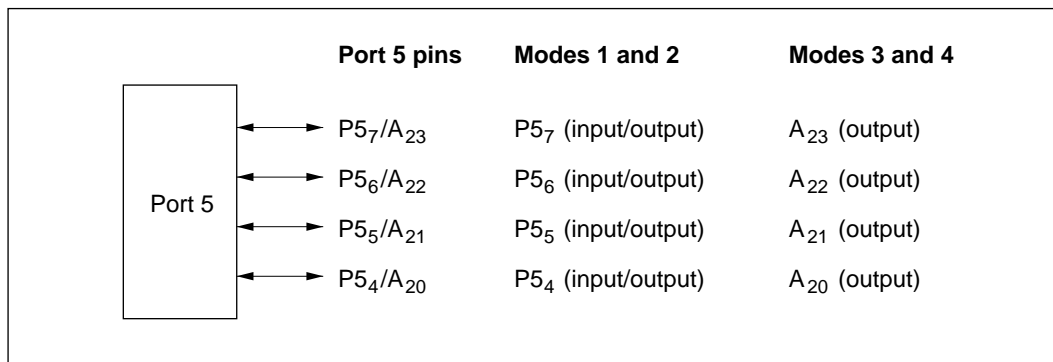 Port 5 pins Modes 1 and 2 Modes 3 and 4
P5₇/A₂₃ P5₇ (input/output) A₂₃ (output)
P5₆/A₂₂ P5₆ (input/output) A₂₂ (output)
Port 5
P5₅/A₂₁ P5₅ (input/output) A₂₁ (output)
P5₄/A₂₀ P5₄ (input/output) A₂₀ (output)